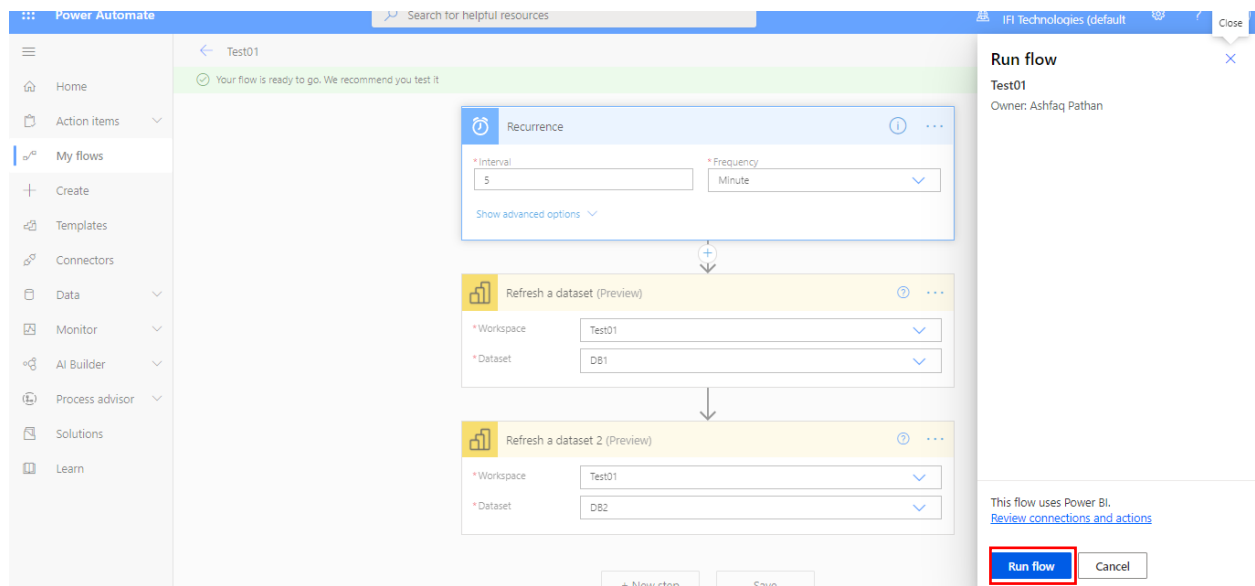 Power Automate
Search for helpful resources
IFI Technologies (default
?
Close
Home
Action items
My flows
Create
Templates
Connectors
Data
Monitor
AI Builder
Process advisor
Solutions
Learn
Test01
Your flow is ready to go. We recommend you test it
Recurrence
* Interval
* Frequency
5
Minute
Show advanced options
Refresh a dataset (Preview)
* Workspace
Test01
* Dataset
DB1
Refresh a dataset 2 (Preview)
* Workspace
Test01
* Dataset
DB2
+ New step
Save
Run flow
Test01
Owner: Ashfaq Pathan
This flow uses Power BI.
Review connections and actions
Run flow
Cancel